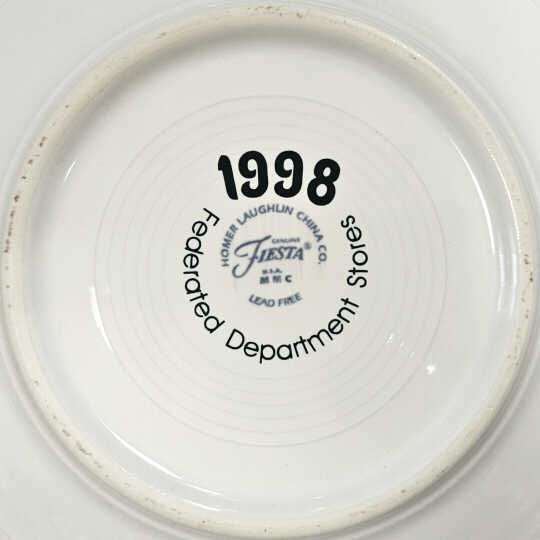 1998
HOMER LAUGHLIN CHINA CO.
GENUINE
FIESTA®
U.S.A.
M M C
LEAD FREE
Federated Department Stores